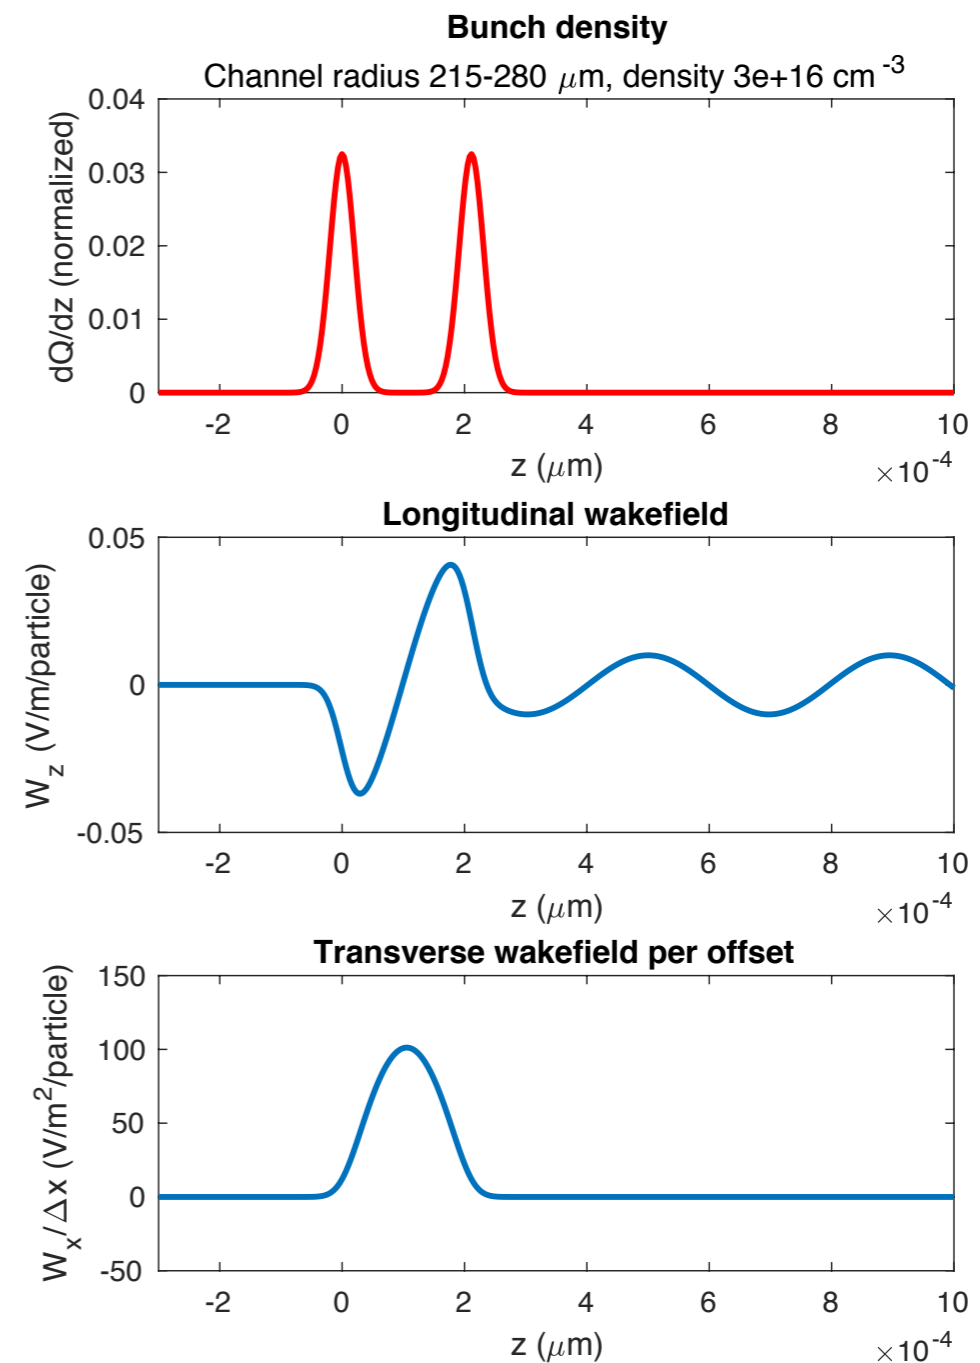 Bunch density
Channel radius 215-280 μm, density 3e+16 cm⁻³
dQ/dz (normalized)
0.04
0.03
0.02
0.01
0
-2 0 2 4 6 8 10
z (μm)
×10⁻⁴
Longitudinal wakefield
W_z (V/m/particle)
0.05
0
-0.05
-2 0 2 4 6 8 10
z (μm)
×10⁻⁴
Transverse wakefield per offset
W_x/Δx (V/m²/particle)
150
100
50
0
-50
-2 0 2 4 6 8 10
z (μm)
×10⁻⁴